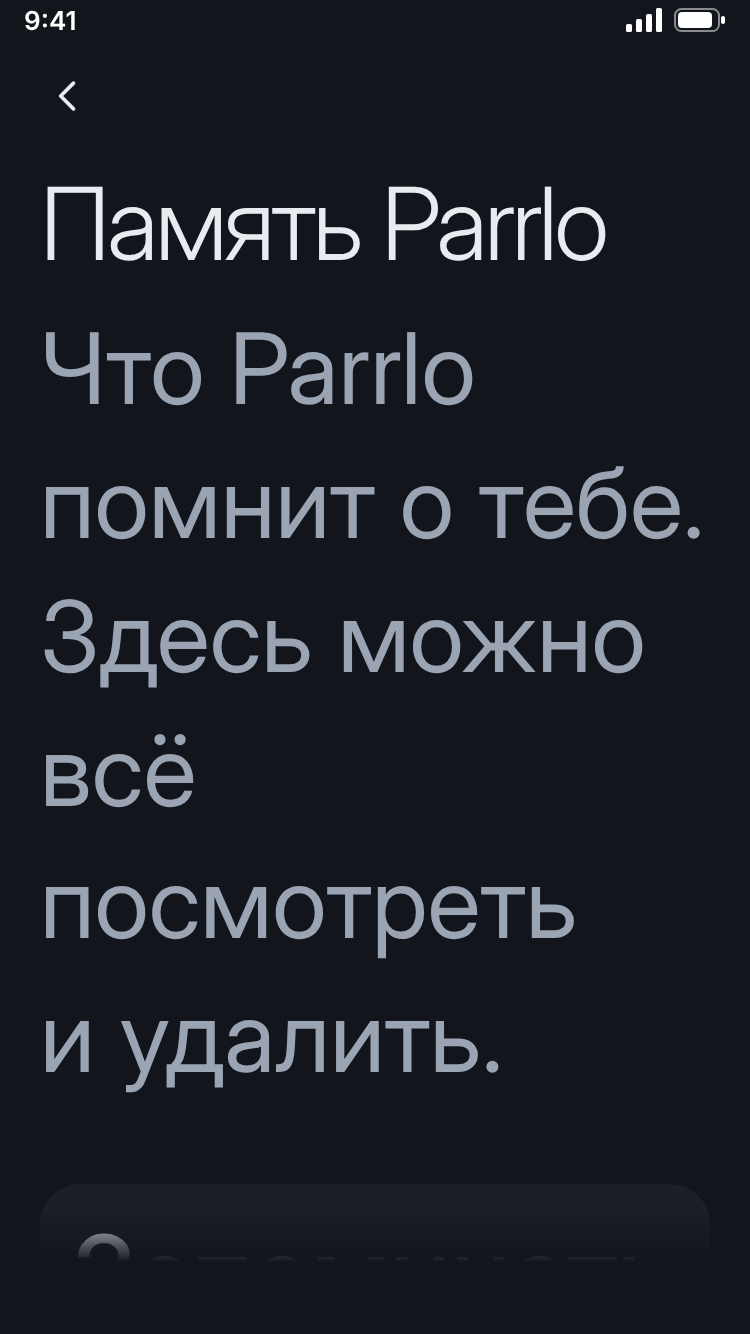 9:41
Память Parrlo
Что Parrlo
помнит о тебе.
Здесь можно
всё
посмотреть
и удалить.